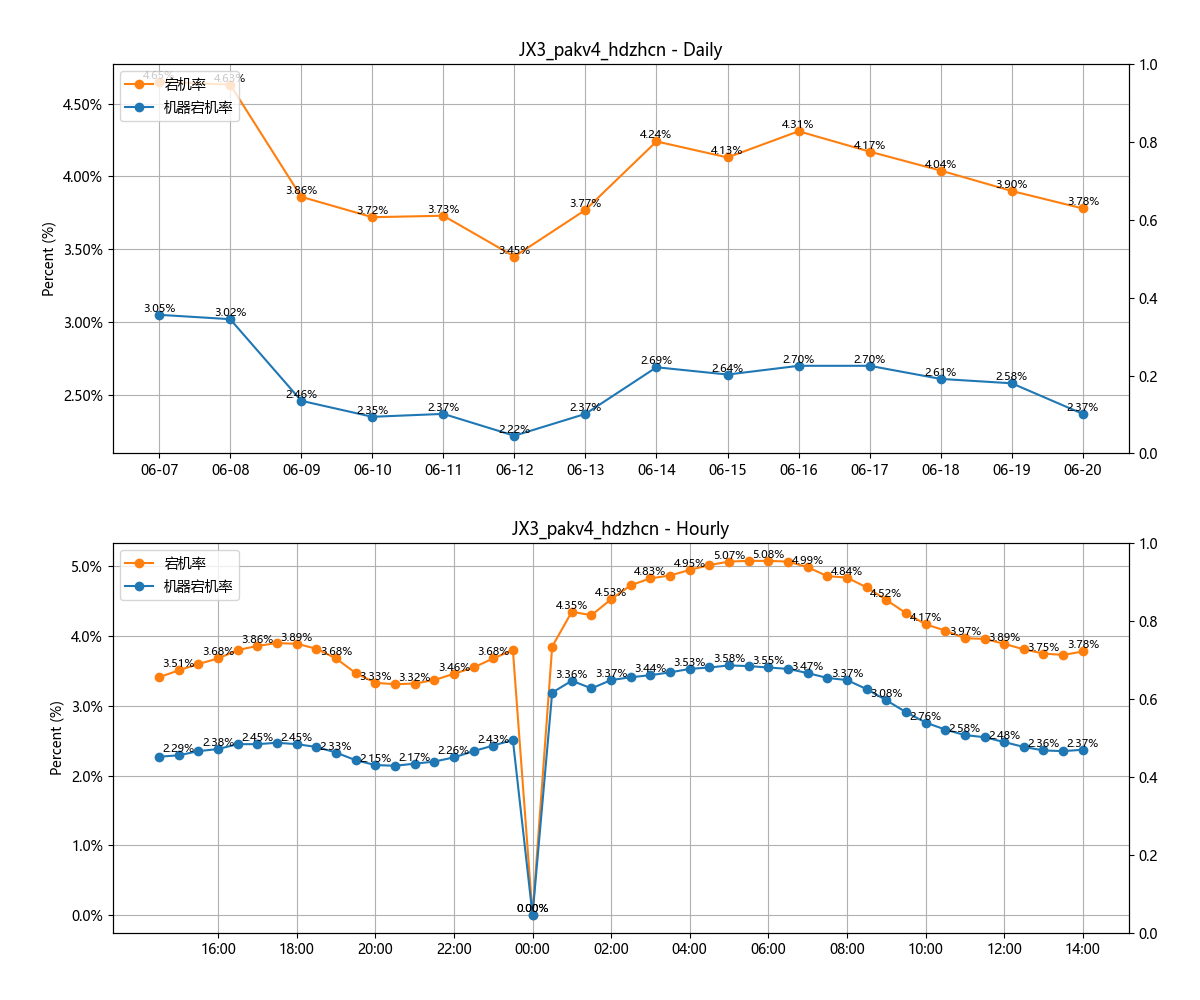 JX3_pakv4_hdzhcn - Daily
宕机率
机器宕机率
4.65% 4.63% 3.86% 3.72% 3.73% 3.45% 3.77% 4.24% 4.13% 4.31% 4.17% 4.04% 3.90% 3.78%
3.05% 3.02% 2.46% 2.35% 2.37% 2.22% 2.37% 2.69% 2.64% 2.70% 2.70% 2.61% 2.58% 2.37%
Percent (%)
4.50%
4.00%
3.50%
3.00%
2.50%
1.0
0.8
0.6
0.4
0.2
0.0
06-07 06-08 06-09 06-10 06-11 06-12 06-13 06-14 06-15 06-16 06-17 06-18 06-19 06-20
JX3_pakv4_hdzhcn - Hourly
宕机率
机器宕机率
3.51% 3.68% 3.86% 3.89% 3.68% 3.33% 3.32% 3.46% 3.68% 0.00% 4.35% 4.53% 4.83% 4.95% 5.07% 5.08% 4.99% 4.84% 4.52% 4.17% 3.97% 3.89% 3.75% 3.78%
2.29% 2.38% 2.45% 2.45% 2.33% 2.15% 2.17% 2.26% 2.43% 0.00% 3.36% 3.37% 3.44% 3.53% 3.58% 3.55% 3.47% 3.37% 3.08% 2.76% 2.58% 2.48% 2.36% 2.37%
Percent (%)
5.0%
4.0%
3.0%
2.0%
1.0%
0.0%
1.0
0.8
0.6
0.4
0.2
0.0
16:00 18:00 20:00 22:00 00:00 02:00 04:00 06:00 08:00 10:00 12:00 14:00